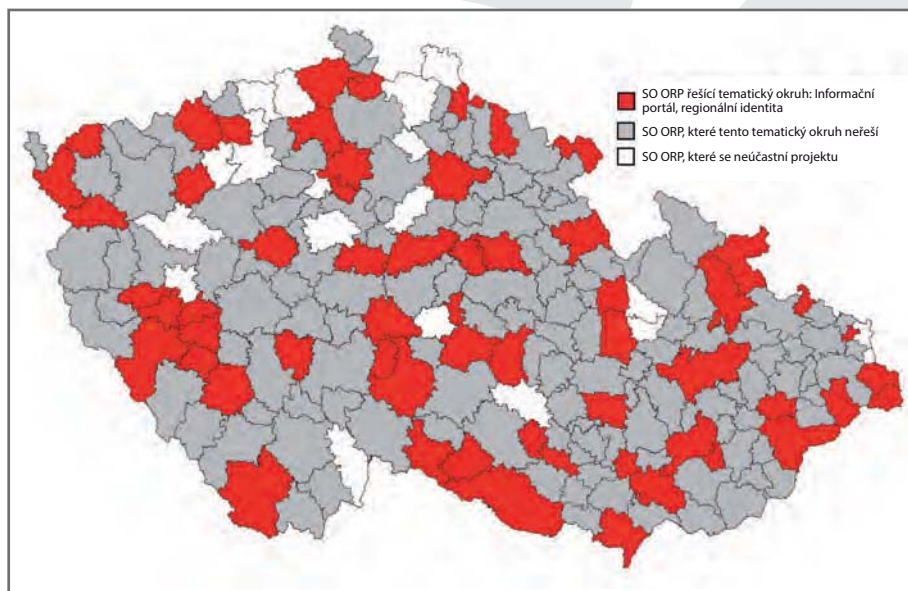 SO ORP řešící tematický okruh: Informační
portál, regionální identita
SO ORP, které tento tematický okruh neřeší
SO ORP, které se neúčastní projektu